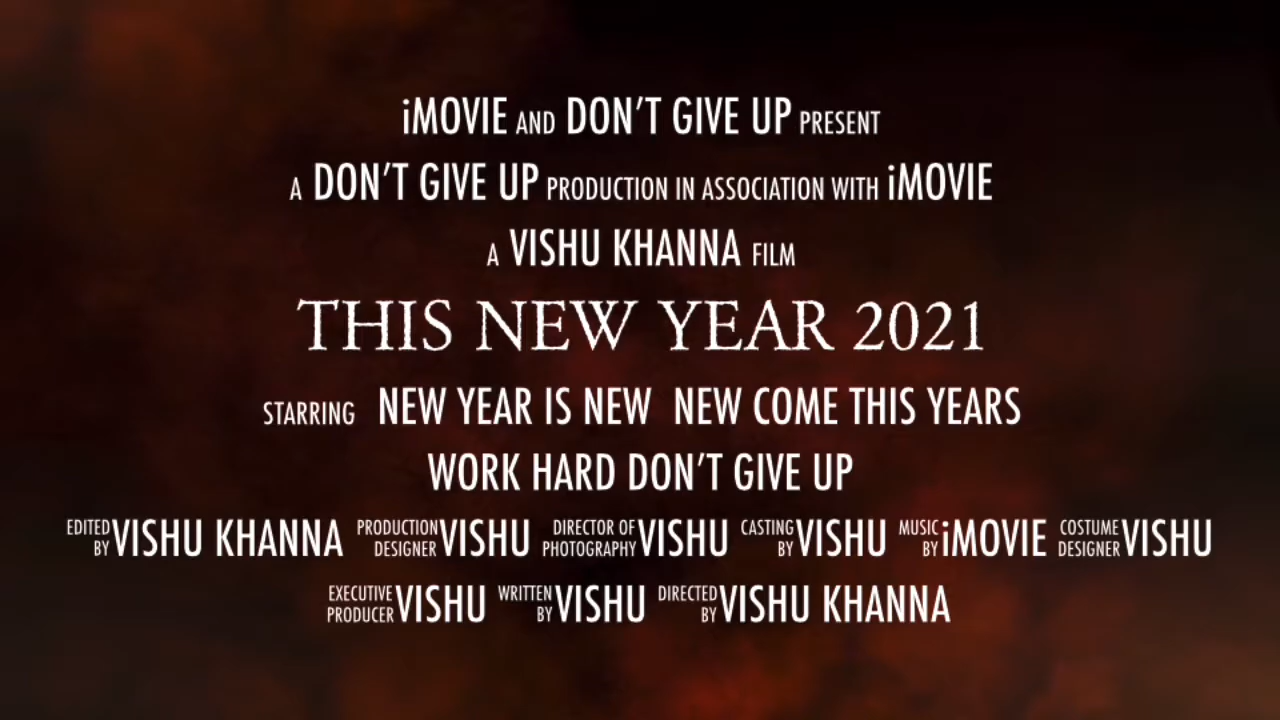 iMOVIE AND DON'T GIVE UP PRESENT
A DON'T GIVE UP PRODUCTION IN ASSOCIATION WITH iMOVIE
A VISHU KHANNA FILM
THIS NEW YEAR 2021
STARRING NEW YEAR IS NEW NEW COME THIS YEARS
WORK HARD DON'T GIVE UP
EDITED BY VISHU KHANNA PRODUCTION DESIGNER VISHU DIRECTOR OF PHOTOGRAPHY VISHU CASTING BY VISHU MUSIC BY iMOVIE COSTUME DESIGNER VISHU
EXECUTIVE PRODUCER VISHU WRITTEN BY VISHU DIRECTED BY VISHU KHANNA